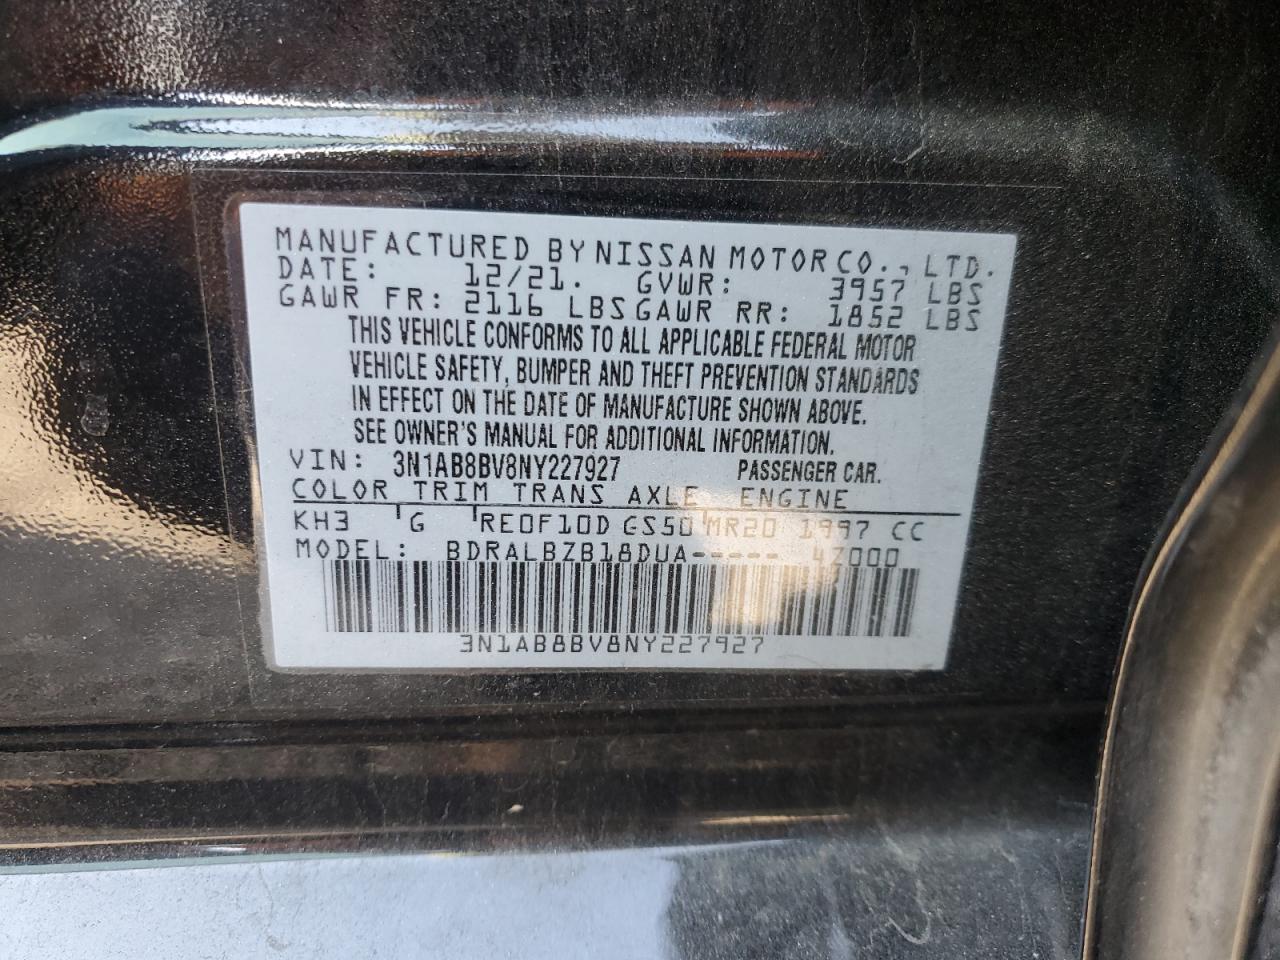 MANUFACTURED BY NISSAN MOTOR CO., LTD.
DATE: 12/21. GVWR: 3957 LBS
GAWR FR: 2116 LBS GAWR RR: 1852 LBS
THIS VEHICLE CONFORMS TO ALL APPLICABLE FEDERAL MOTOR
VEHICLE SAFETY, BUMPER AND THEFT PREVENTION STANDARDS
IN EFFECT ON THE DATE OF MANUFACTURE SHOWN ABOVE.
SEE OWNER'S MANUAL FOR ADDITIONAL INFORMATION.
VIN: 3N1AB8BV8NY227927 PASSENGER CAR.
COLOR TRIM TRANS AXLE ENGINE
KH3 G RE0F10D GS50 MR20 1997 CC
MODEL: BDRALBZB18DUA----- 4Z000
3N1AB8BV8NY227927